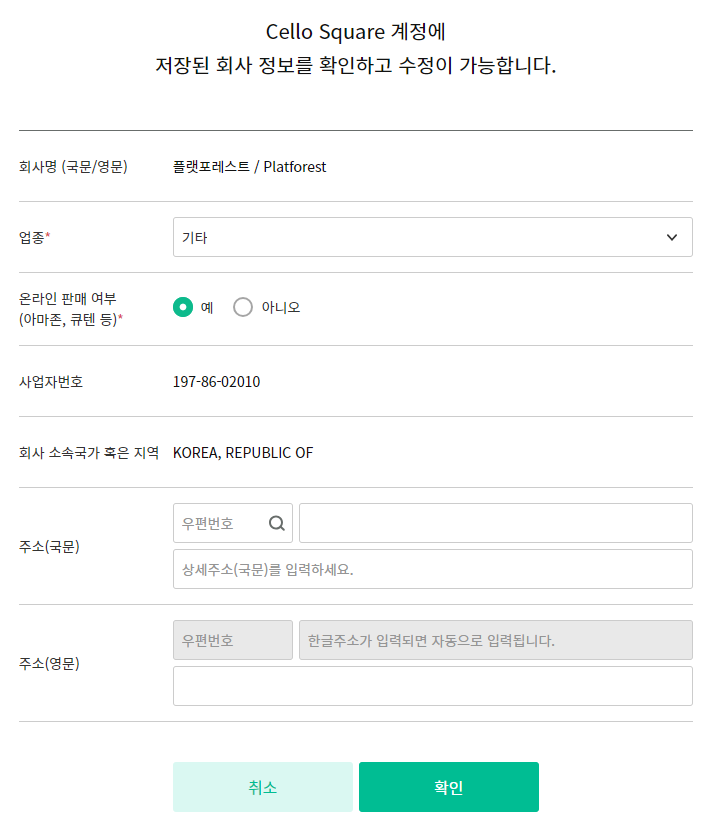 Cello Square 계정에
저장된 회사 정보를 확인하고 수정이 가능합니다.
회사명 (국문/영문) 플랫포레스트 / Platforest
업종* 기타
온라인 판매 여부
(아마존, 큐텐 등)* 예 아니오
사업자번호 197-86-02010
회사 소속국가 혹은 지역 KOREA, REPUBLIC OF
주소(국문) 우편번호
상세주소(국문)를 입력하세요.
주소(영문) 우편번호 한글주소가 입력되면 자동으로 입력됩니다.
취소 확인